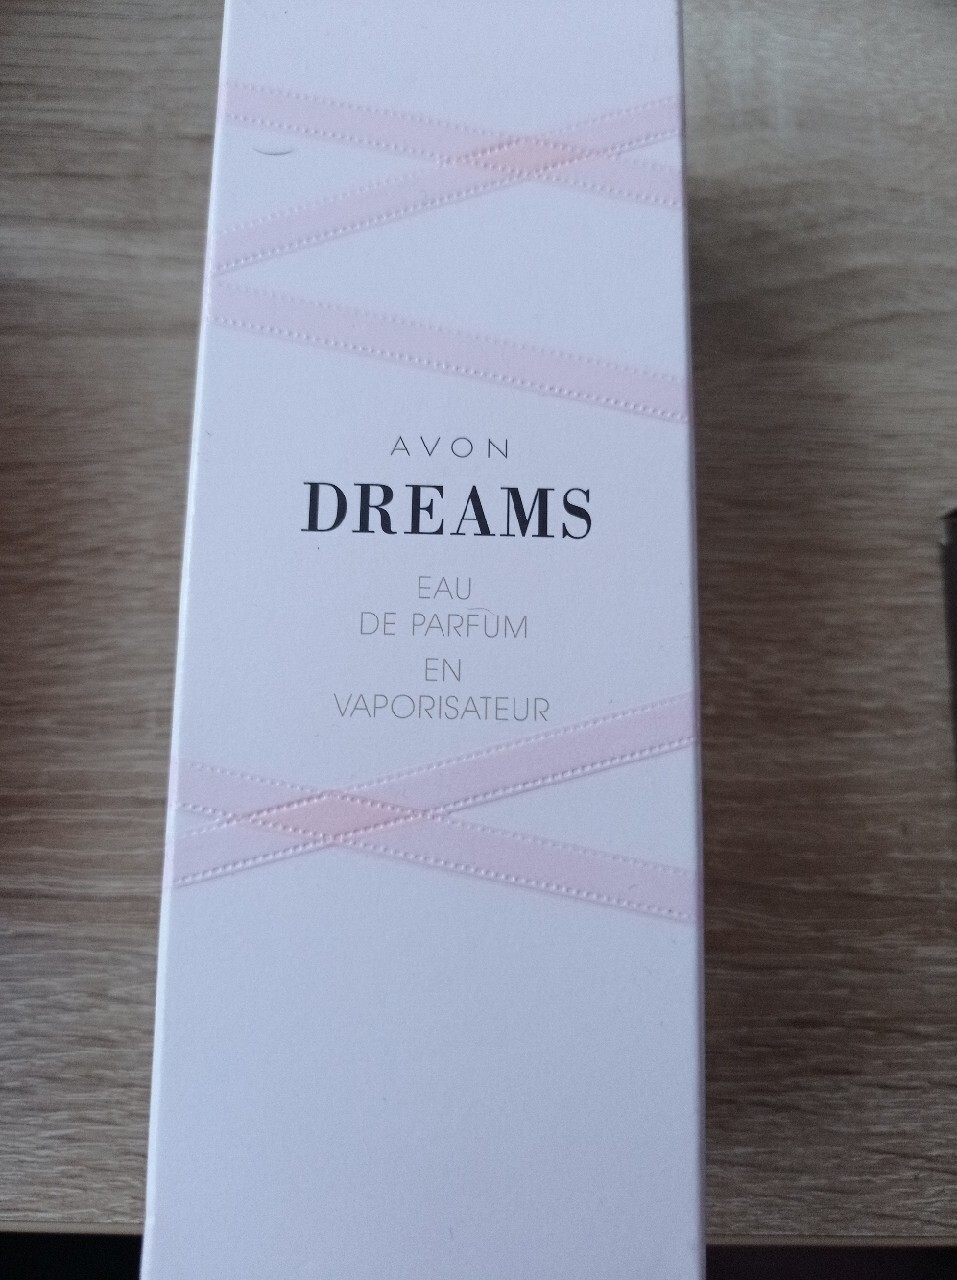 AVON
DREAMS
EAU
DE PARFUM
EN
VAPORISATEUR